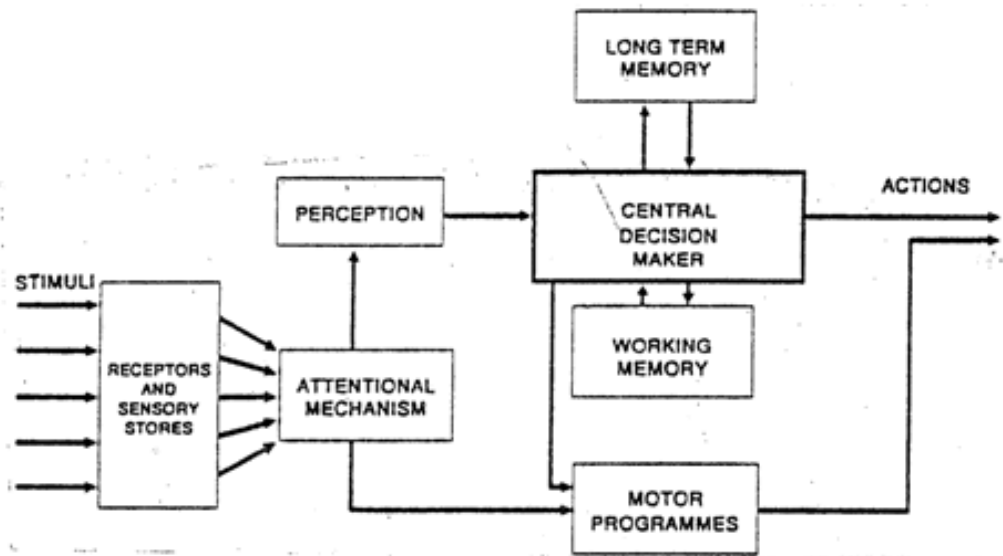 LONG TERM
MEMORY
PERCEPTION
CENTRAL
DECISION
MAKER
ACTIONS
STIMULI
RECEPTORS
AND
SENSORY
STORES
ATTENTIONAL
MECHANISM
WORKING
MEMORY
MOTOR
PROGRAMMES